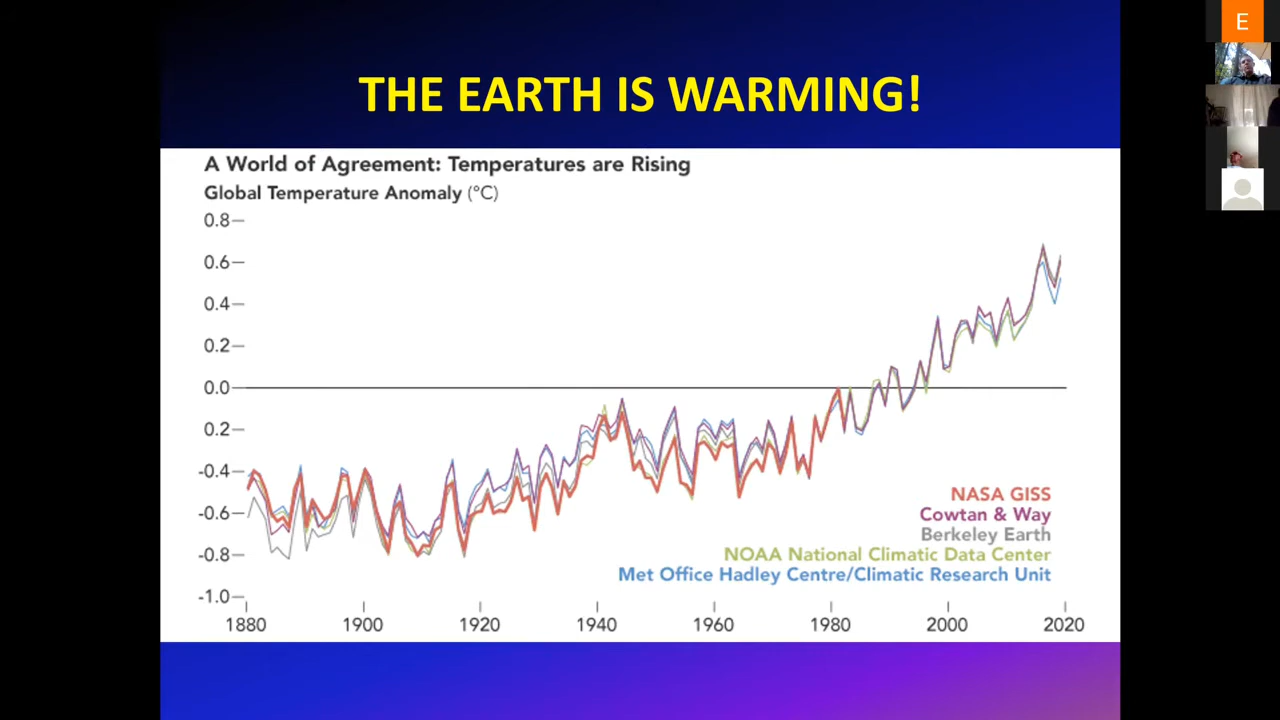 THE EARTH IS WARMING!
E
A World of Agreement: Temperatures are Rising
Global Temperature Anomaly (°C)
0.8
0.6
0.4
0.2
0.0
0.2
-0.4
-0.6
-0.8
-1.0
NASA GISS
Cowtan & Way
Berkeley Earth
NOAA National Climatic Data Center
Met Office Hadley Centre/Climatic Research Unit
1880 1900 1920 1940 1960 1980 2000 2020